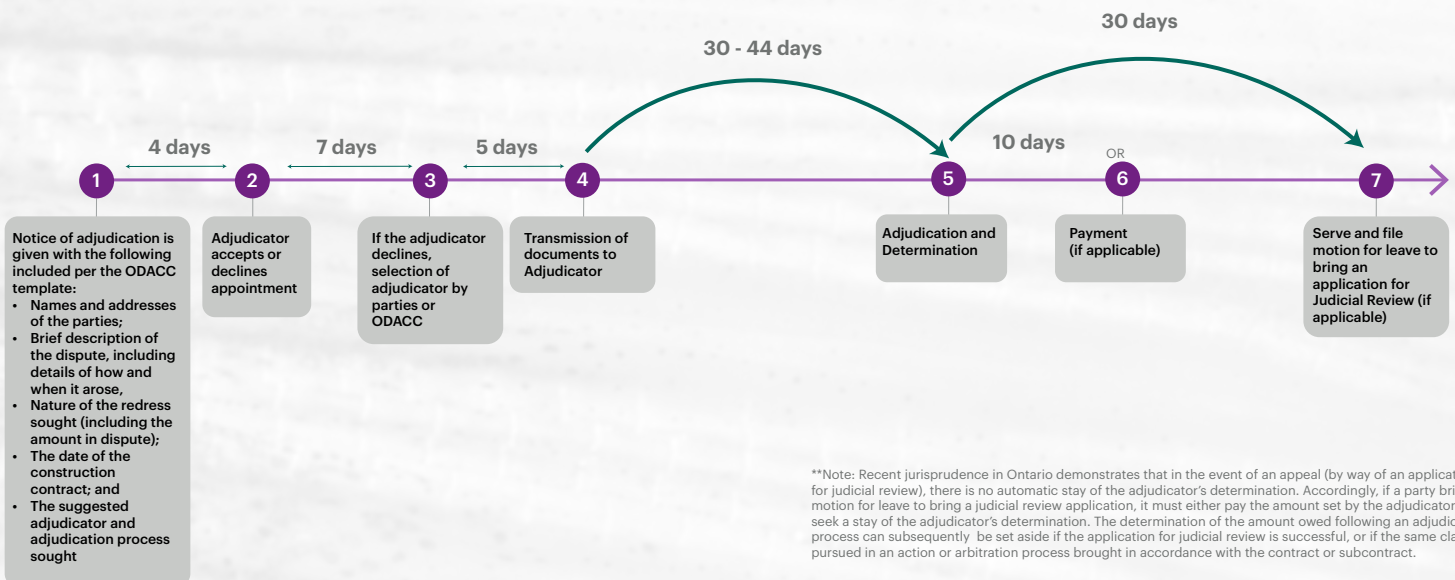 30 days
30 - 44 days
4 days
7 days
5 days
10 days
OR
1
2
3
4
5
6
7
Notice of adjudication is
given with the following
included per the ODACC
template:
• Names and addresses
of the parties;
• Brief description of
the dispute, including
details of how and
when it arose,
• Nature of the redress
sought (including the
amount in dispute);
• The date of the
construction
contract; and
• The suggested
adjudicator and
adjudication process
sought
Adjudicator
accepts or
declines
appointment
If the adjudicator
declines,
selection of
adjudicator by
parties or
ODACC
Transmission of
documents to
Adjudicator
Adjudication and
Determination
Payment
(if applicable)
Serve and file
motion for leave to
bring an
application for
Judicial Review (if
applicable)
**Note: Recent jurisprudence in Ontario demonstrates that in the event of an appeal (by way of an
for judicial review), there is no automatic stay of the adjudicator's determination. Accordingly, if a party
motion for leave to bring a judicial review application, it must either pay the amount set by the adjudicator
seek a stay of the adjudicator's determination. The determination of the amount owed following an
process can subsequently be set aside if the application for judicial review is successful, or if the same
pursued in an action or arbitration process brought in accordance with the contract or subcontract.